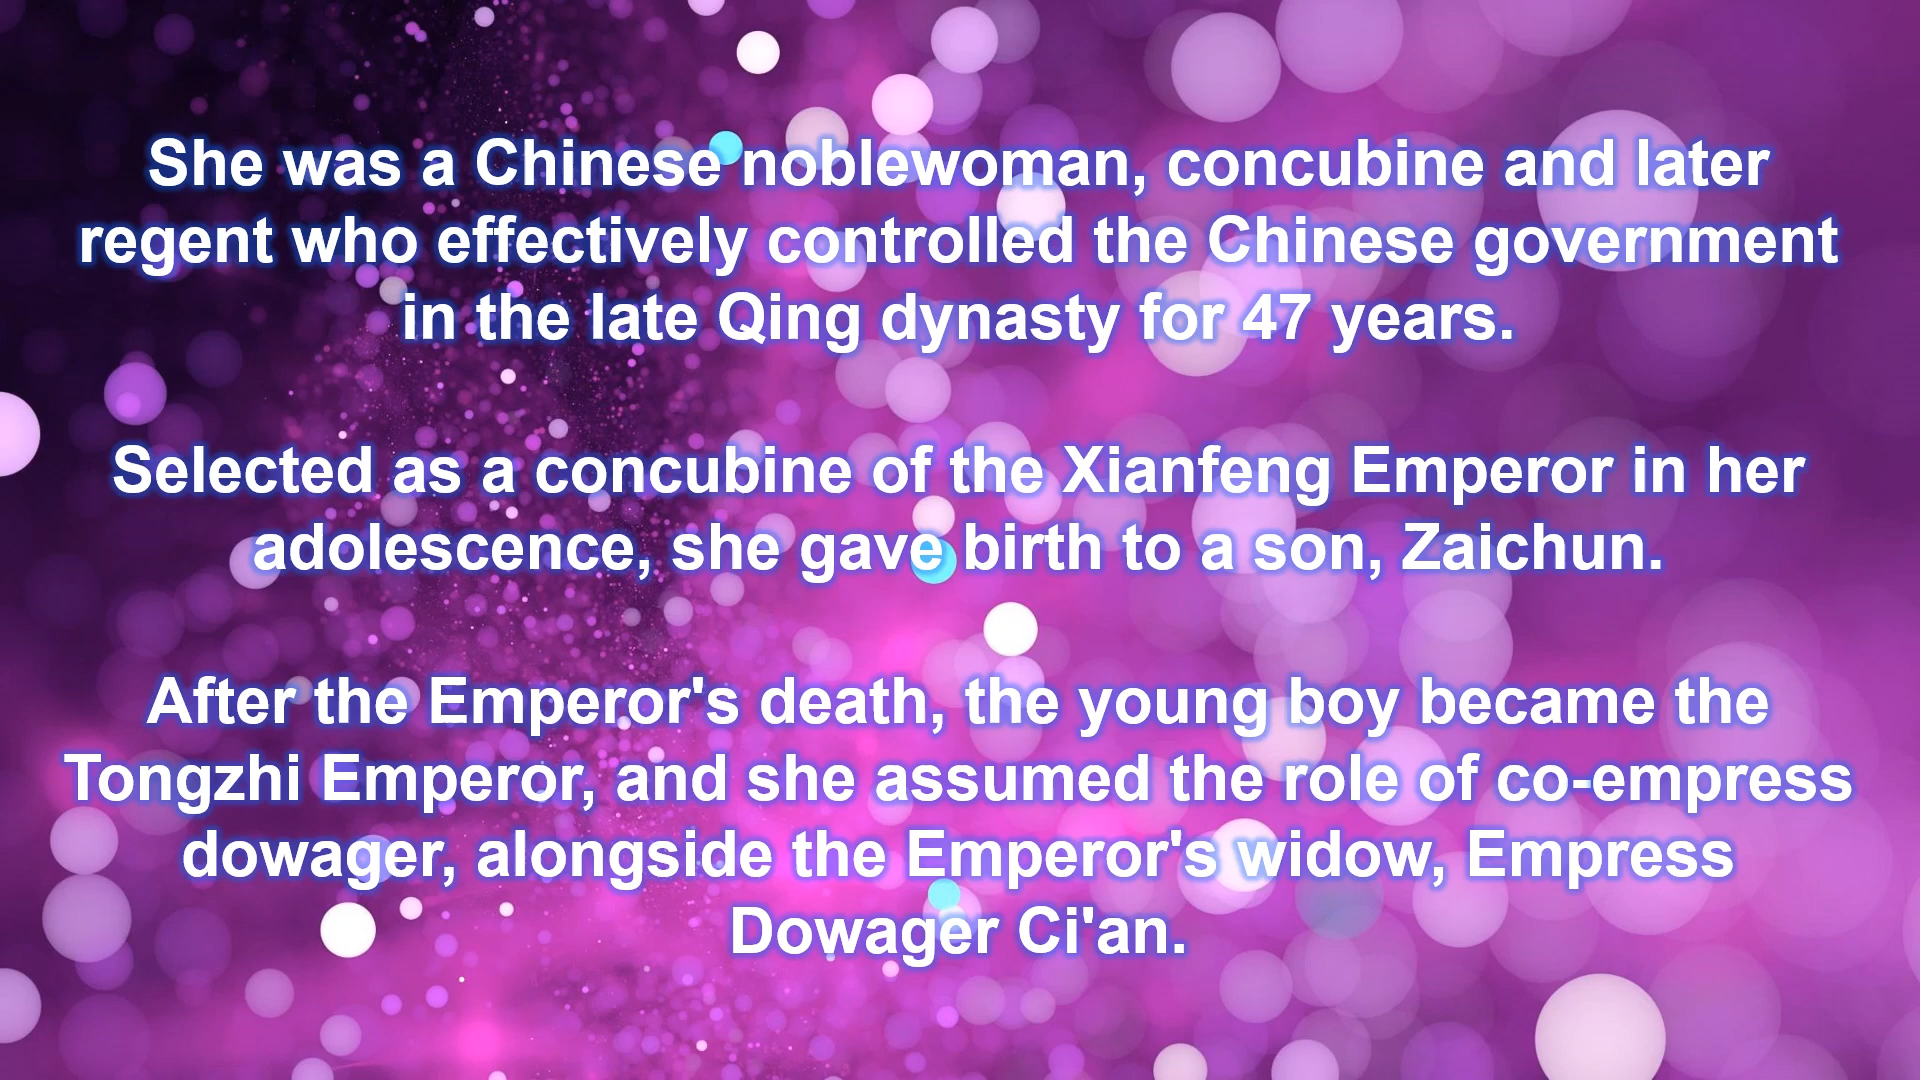 She was a Chinese noblewoman, concubine and later
regent who effectively controlled the Chinese government
in the late Qing dynasty for 47 years.
Selected as a concubine of the Xianfeng Emperor in her
adolescence, she gave birth to a son, Zaichun.
After the Emperor's death, the young boy became the
Tongzhi Emperor, and she assumed the role of co-empress
dowager, alongside the Emperor's widow, Empress
Dowager Ci'an.